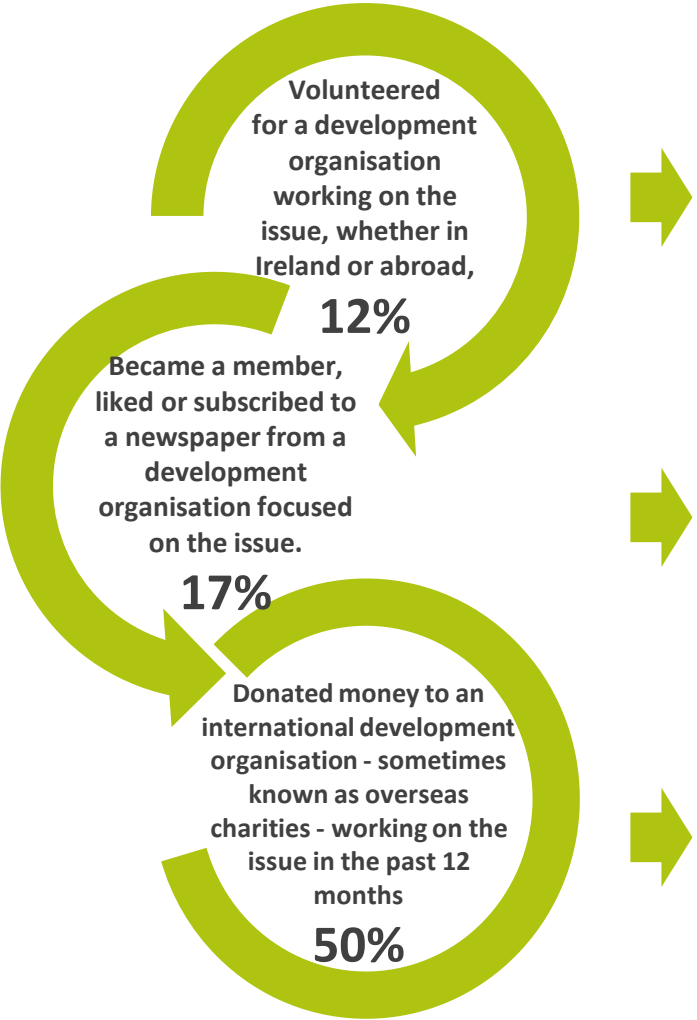 Volunteered
for a development
organisation
working on the
issue, whether in
Ireland or abroad,
12%
Became a member,
liked or subscribed to
a newspaper from a
development
organisation focused
on the issue.
17%
Donated money to an
international development
organisation - sometimes
known as overseas
charities - working on the
issue in the past 12
months
50%